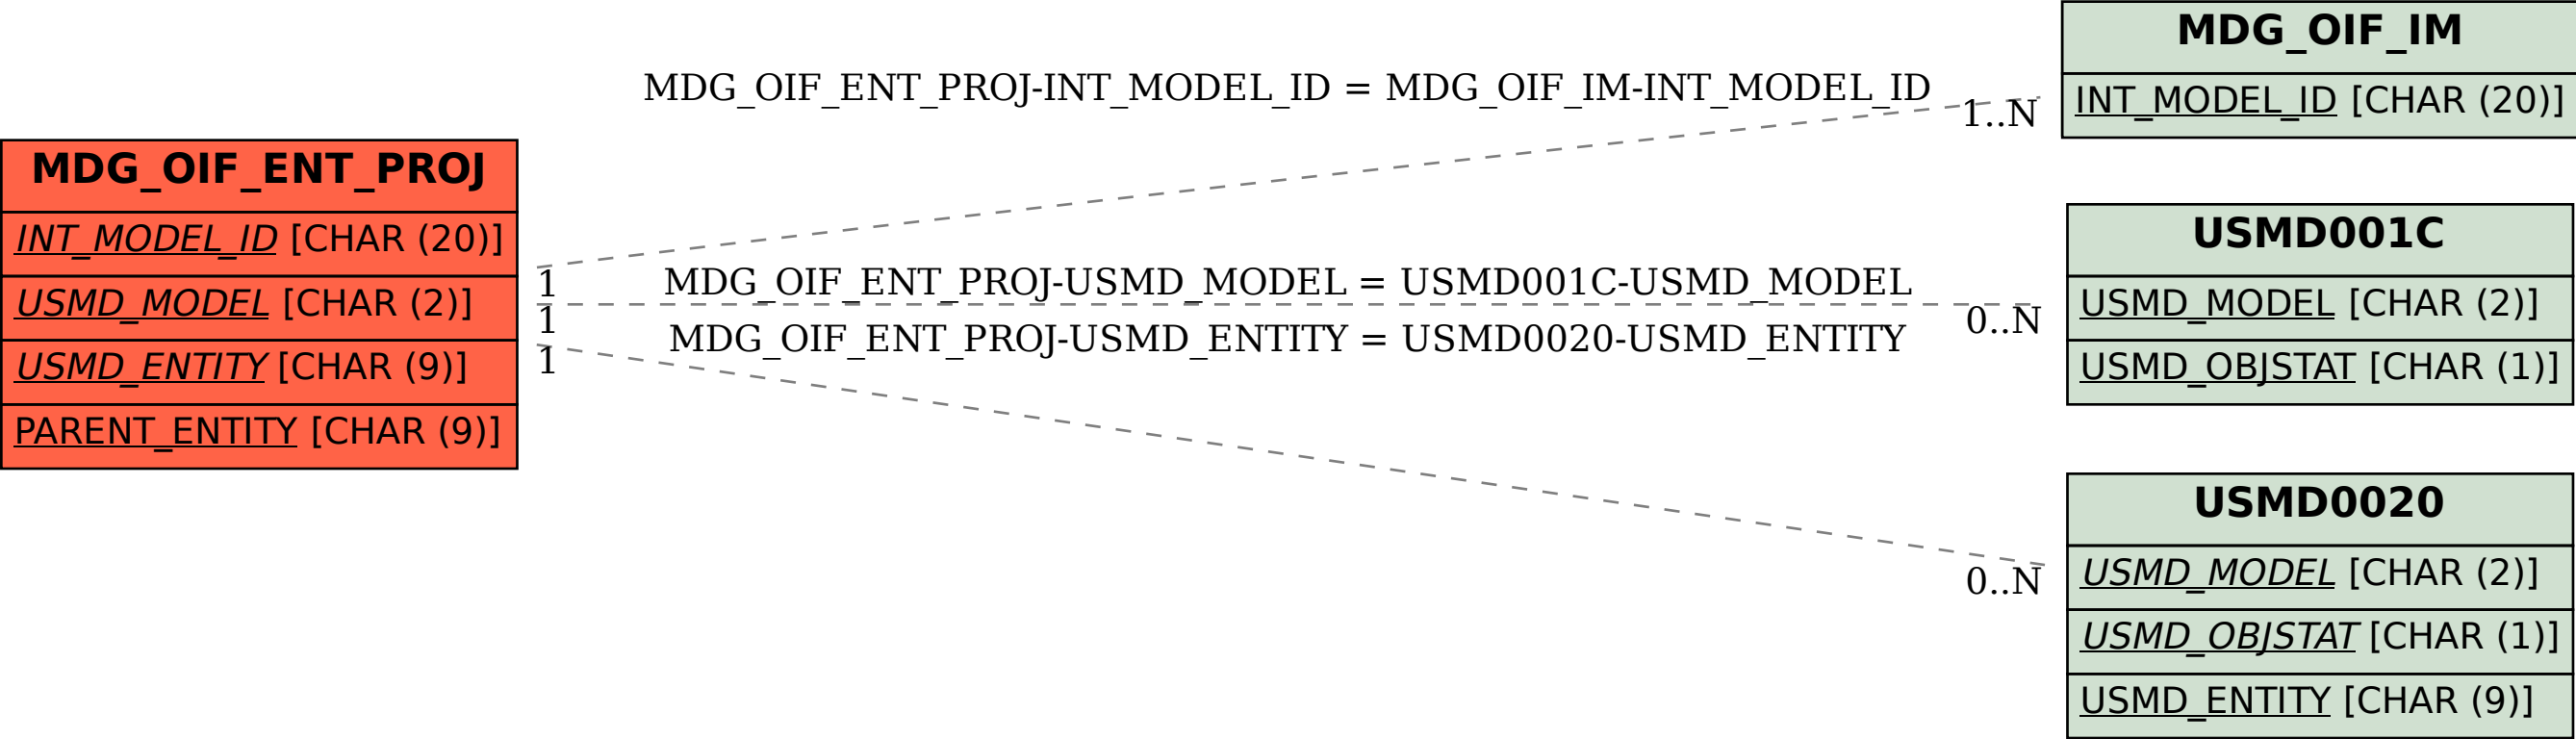 MDG_OIF_ENT_PROJ
INT_MODEL_ID [CHAR (20)]
USMD_MODEL [CHAR (2)]
USMD_ENTITY [CHAR (9)]
PARENT_ENTITY [CHAR (9)]
MDG_OIF_ENT_PROJ-INT_MODEL_ID = MDG_OIF_IM-INT_MODEL_ID
1
1..N
MDG_OIF_ENT_PROJ-USMD_MODEL = USMD001C-USMD_MODEL
1
0..N
MDG_OIF_ENT_PROJ-USMD_ENTITY = USMD0020-USMD_ENTITY
1
0..N
MDG_OIF_IM
INT_MODEL_ID [CHAR (20)]
USMD001C
USMD_MODEL [CHAR (2)]
USMD_OBJSTAT [CHAR (1)]
USMD0020
USMD_MODEL [CHAR (2)]
USMD_OBJSTAT [CHAR (1)]
USMD_ENTITY [CHAR (9)]